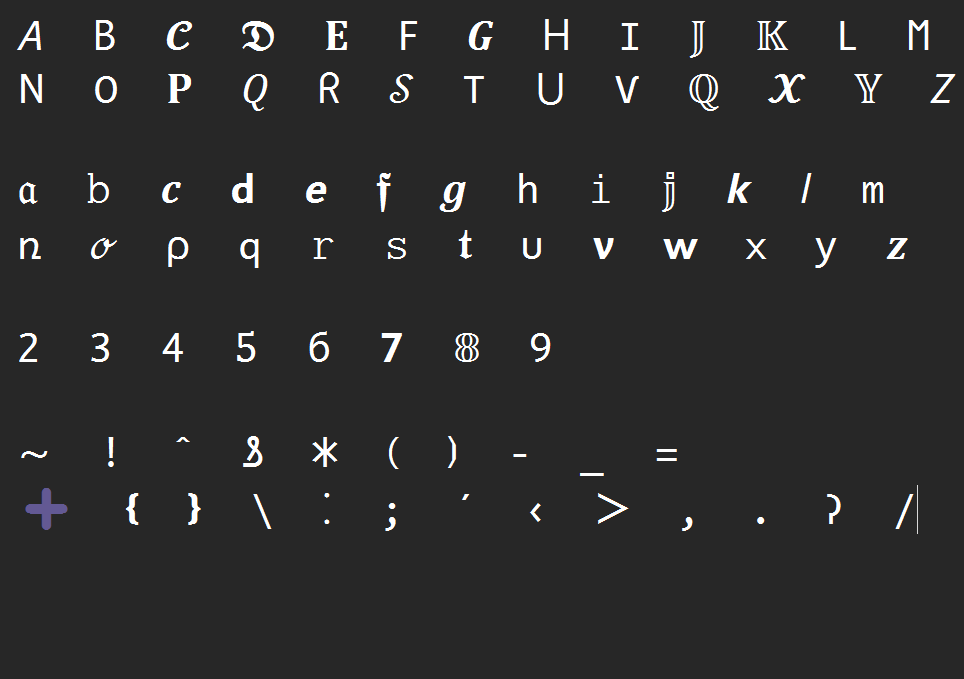 𝘈 B 𝓒 𝕯 𝐄 F 𝑮 H 𝙸 𝕁 𝕂 L 𝙼
N O 𝐏 𝑄 R 𝒮 T U V ℚ 𝓧 𝕐 𝘡
𝔞 𝚋 𝒄 𝗱 𝙚 𝖋 𝒈 h 𝚒 𝕛 𝙠 𝘭 𝚖
ո ℴ ρ q 𝚛 𝚜 𝖙 u 𝝂 𝘄 x y 𝒛
2 3 4 5 6 𝟳 𝟠 9
~ ! ˆ ⅋ ∗ ( ) - _ =
➕ { } \ ⁚ ; ´ ‹ > , . ʔ /